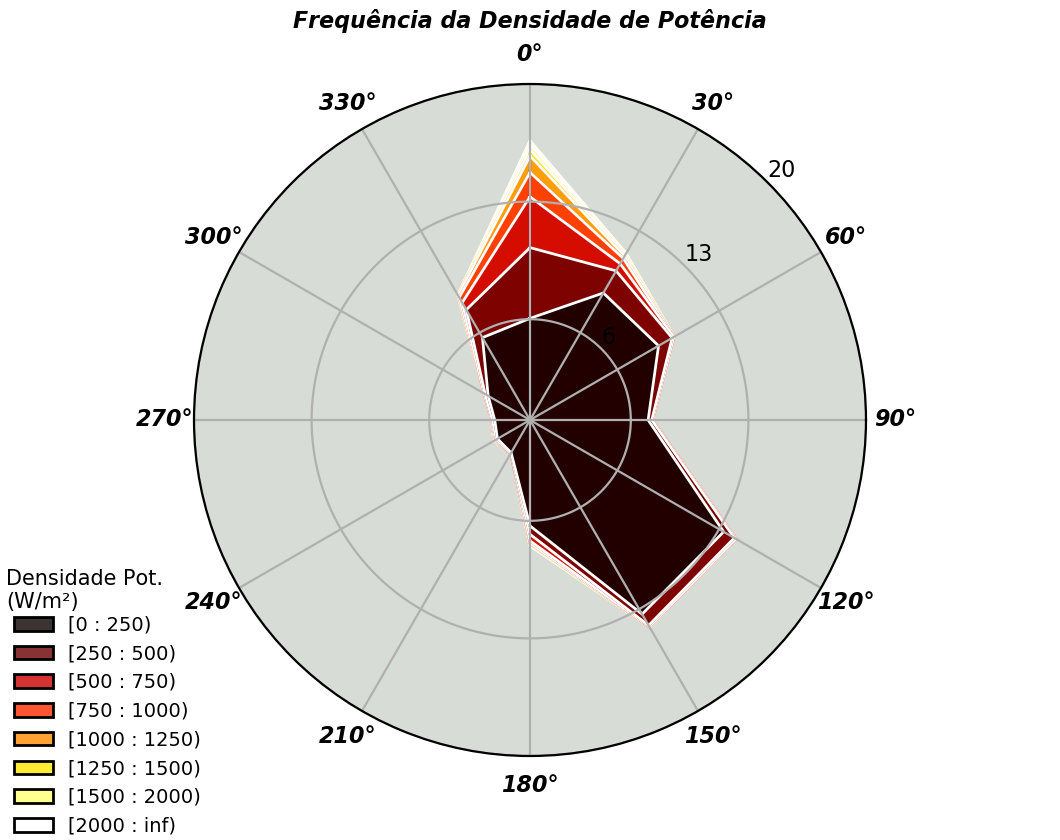 Frequência da Densidade de Potência
0°
330°
30°
20
300°
60°
13
6
270°
90°
240°
120°
210°
150°
180°
Densidade Pot.
(W/m²)
[0 : 250)
[250 : 500)
[500 : 750)
[750 : 1000)
[1000 : 1250)
[1250 : 1500)
[1500 : 2000)
[2000 : inf)